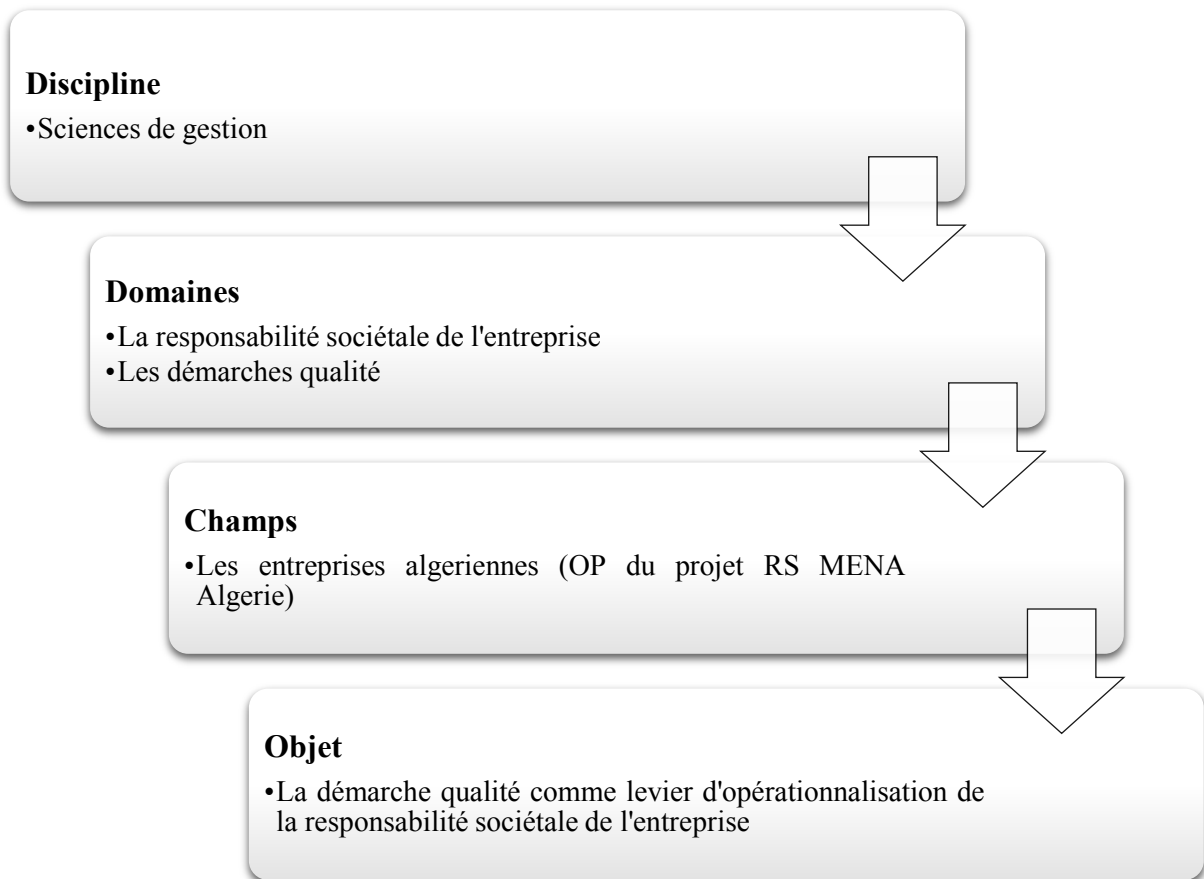 Discipline
•Sciences de gestion
Domaines
•La responsabilité sociétale de l'entreprise
•Les démarches qualité
Champs
•Les entreprises algeriennes (OP du projet RS MENA
Algerie)
Objet
•La démarche qualité comme levier d'opérationnalisation de
la responsabilité sociétale de l'entreprise